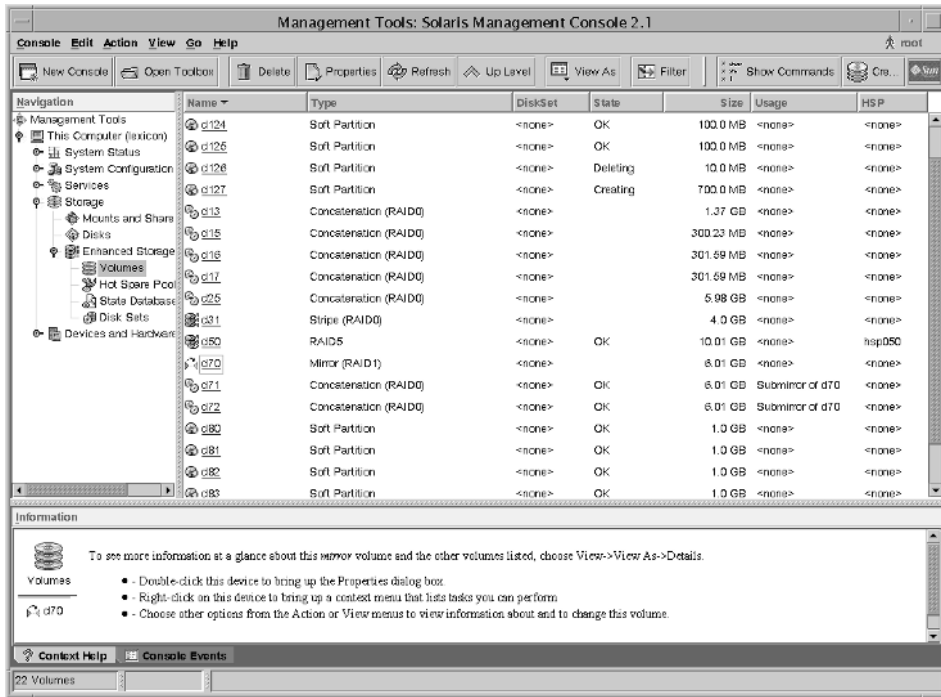 Management Tools: Solaris Management Console 2.1
Console Edit Action View Go Help root
New Console Open Toolbox Delete Properties Refresh Up Level View As Filter Show Commands Cre... Sun
Navigation
Management Tools
This Computer (lexicon)
System Status
System Configuration
Services
Storage
Mounts and Share
Disks
Enhanced Storage
Volumes
Hot Spare Pool
State Database
Disk Sets
Devices and Hardware
Name Type DiskSet State Size Usage HSP
d124 Soft Partition <none> OK 100.0 MB <none> <none>
d125 Soft Partition <none> OK 100.0 MB <none> <none>
d126 Soft Partition <none> Deleting 10.0 MB <none> <none>
d127 Soft Partition <none> Creating 700.0 MB <none> <none>
d13 Concatenation (RAID0) <none> 1.37 GB <none> <none>
d15 Concatenation (RAID0) <none> 300.23 MB <none> <none>
d16 Concatenation (RAID0) <none> 301.59 MB <none> <none>
d17 Concatenation (RAID0) <none> 301.59 MB <none> <none>
d25 Concatenation (RAID0) <none> 5.98 GB <none> <none>
d31 Stripe (RAID0) <none> 4.0 GB <none> <none>
d50 RAID5 <none> OK 10.01 GB <none> hsp050
d70 Mirror (RAID1) <none> 6.01 GB <none> <none>
d71 Concatenation (RAID0) <none> OK 6.01 GB Submirror of d70 <none>
d72 Concatenation (RAID0) <none> OK 6.01 GB Submirror of d70 <none>
d80 Soft Partition <none> OK 1.0 GB <none> <none>
d81 Soft Partition <none> OK 1.0 GB <none> <none>
d82 Soft Partition <none> OK 1.0 GB <none> <none>
d83 Soft Partition <none> OK 1.0 GB <none> <none>
Information
Volumes
d70
To see more information at a glance about this mirror volume and the other volumes listed, choose View->View As->Details.
● - Double-click this device to bring up the Properties dialog box
● - Right-click on this device to bring up a context menu that lists tasks you can perform
● - Choose other options from the Action or View menus to view information about and to change this volume.
Context Help Console Events
22 Volumes